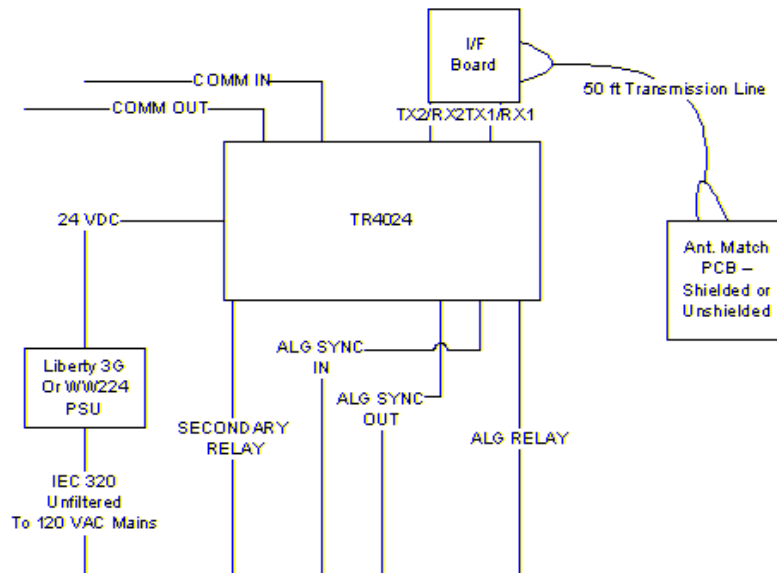 I/F
Board
COMM IN
COMM OUT
50 ft Transmission Line
TX2/RX2TX1/RX1
TR4024
24 VDC
Ant. Match
PCB –
Shielded or
Unshielded
Liberty 3G
Or WW224
PSU
ALG SYNC
IN
ALG SYNC
OUT
SECONDARY
RELAY
ALG RELAY
IEC 320
Unfiltered
To 120 VAC Mains